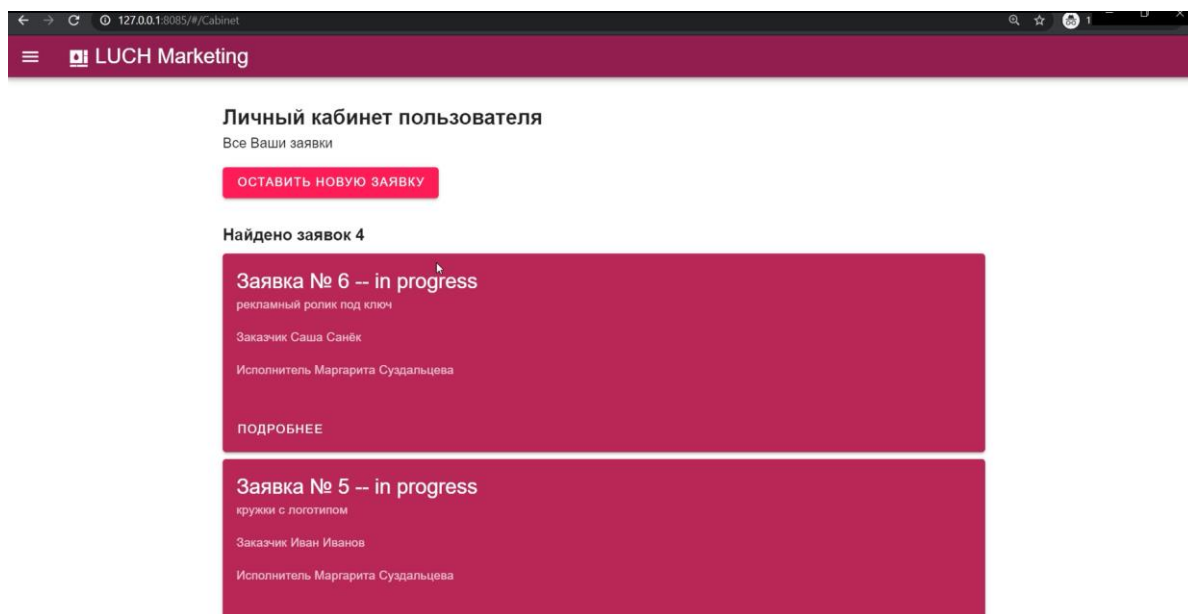 127.0.0.1:8085/#/Cabinet
1
LUCH Marketing
Личный кабинет пользователя
Все Ваши заявки
ОСТАВИТЬ НОВУЮ ЗАЯВКУ
Найдено заявок 4
Заявка № 6 -- in progress
рекламный ролик под ключ
Заказчик Саша Санёк
Исполнитель Маргарита Суздальцева
ПОДРОБНЕЕ
Заявка № 5 -- in progress
кружки с логотипом
Заказчик Иван Иванов
Исполнитель Маргарита Суздальцева